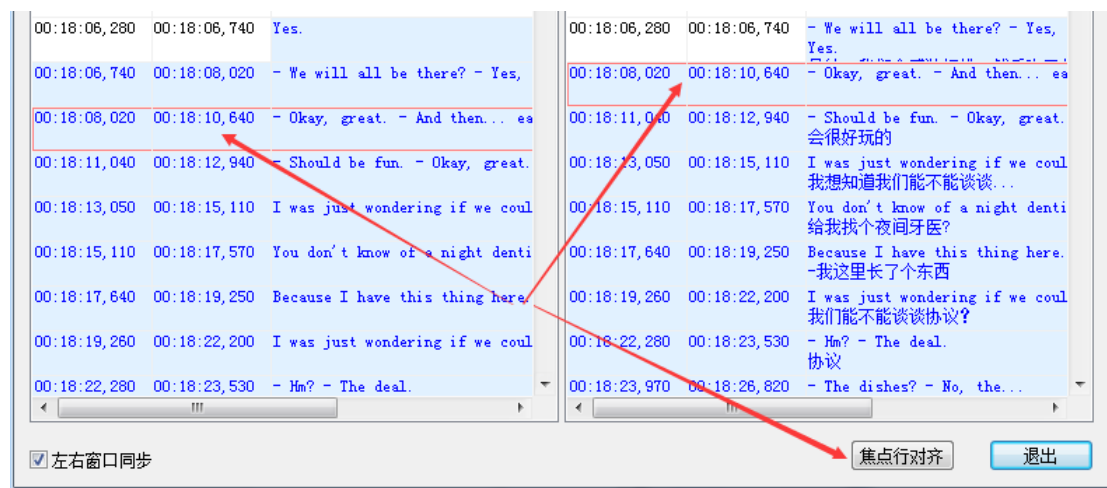 00:18:06,280 00:18:06,740 Yes.
00:18:06,740 00:18:08,020 - We will all be there? - Yes,
00:18:08,020 00:18:10,640 - Okay, great. - And then... ea
00:18:11,040 00:18:12,940 - Should be fun. - Okay, great.
00:18:13,050 00:18:15,110 I was just wondering if we coul
00:18:15,110 00:18:17,570 You don't know of a night denti
00:18:17,640 00:18:19,250 Because I have this thing here.
00:18:19,260 00:18:22,200 I was just wondering if we coul
00:18:22,280 00:18:23,530 - Hm? - The deal.
00:18:06,280 00:18:06,740 - We will all be there? - Yes,
Yes.
00:18:08,020 00:18:10,640 - Okay, great. - And then... ea
00:18:11,040 00:18:12,940 - Should be fun. - Okay, great.
会很好玩的
00:18:13,050 00:18:15,110 I was just wondering if we coul
我想知道我们能不能谈谈...
00:18:15,110 00:18:17,570 You don't know of a night denti
给我找个夜间牙医?
00:18:17,640 00:18:19,250 Because I have this thing here.
-我这里长了个东西
00:18:19,260 00:18:22,200 I was just wondering if we coul
我们能不能谈谈协议?
00:18:22,280 00:18:23,530 - Hm? - The deal.
协议
00:18:23,970 00:18:26,820 - The dishes? - No, the...
左右窗口同步
焦点行对齐
退出